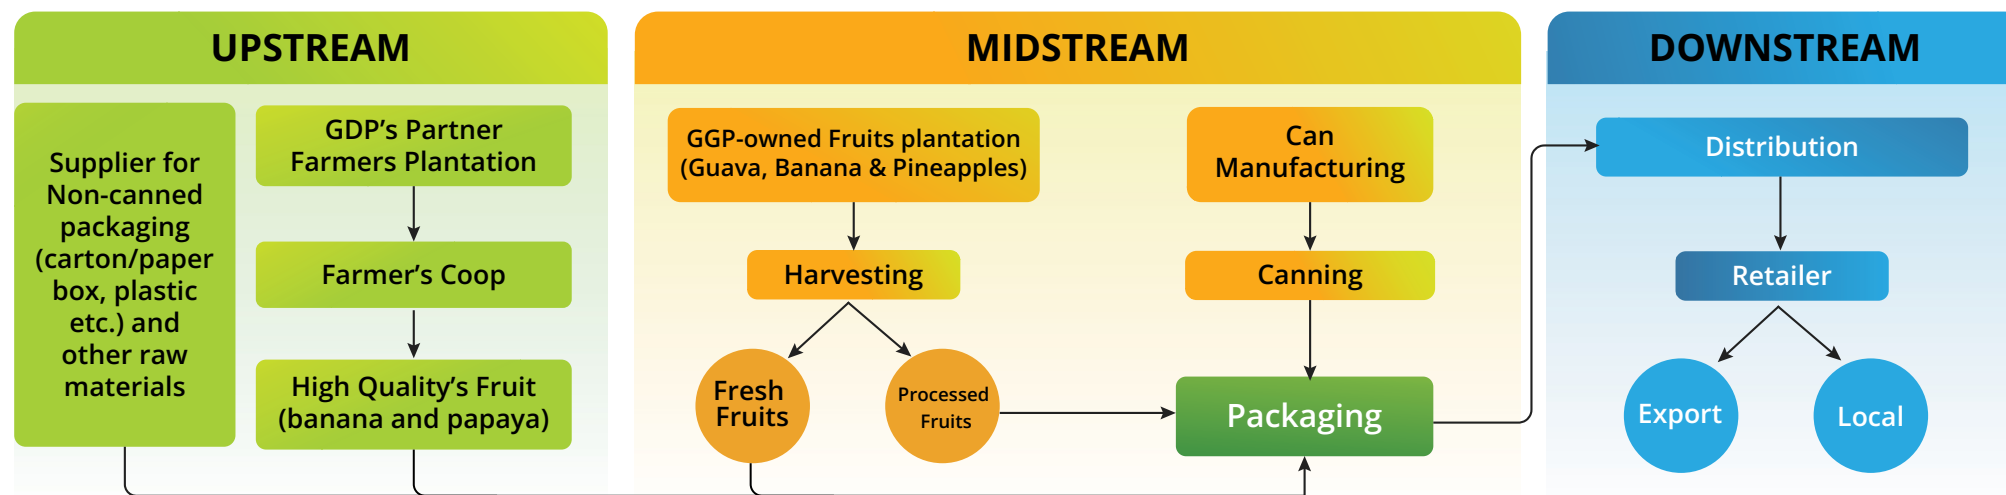 UPSTREAM
Supplier for
Non-canned
packaging
(carton/paper
box, plastic
etc.) and
other raw
materials
GDP’s Partner
Farmers Plantation
Farmer’s Coop
High Quality’s Fruit
(banana and papaya)
MIDSTREAM
GGP-owned Fruits plantation
(Guava, Banana & Pineapples)
Harvesting
Fresh
Fruits
Processed
Fruits
Can
Manufacturing
Canning
Packaging
DOWNSTREAM
Distribution
Retailer
Export
Local